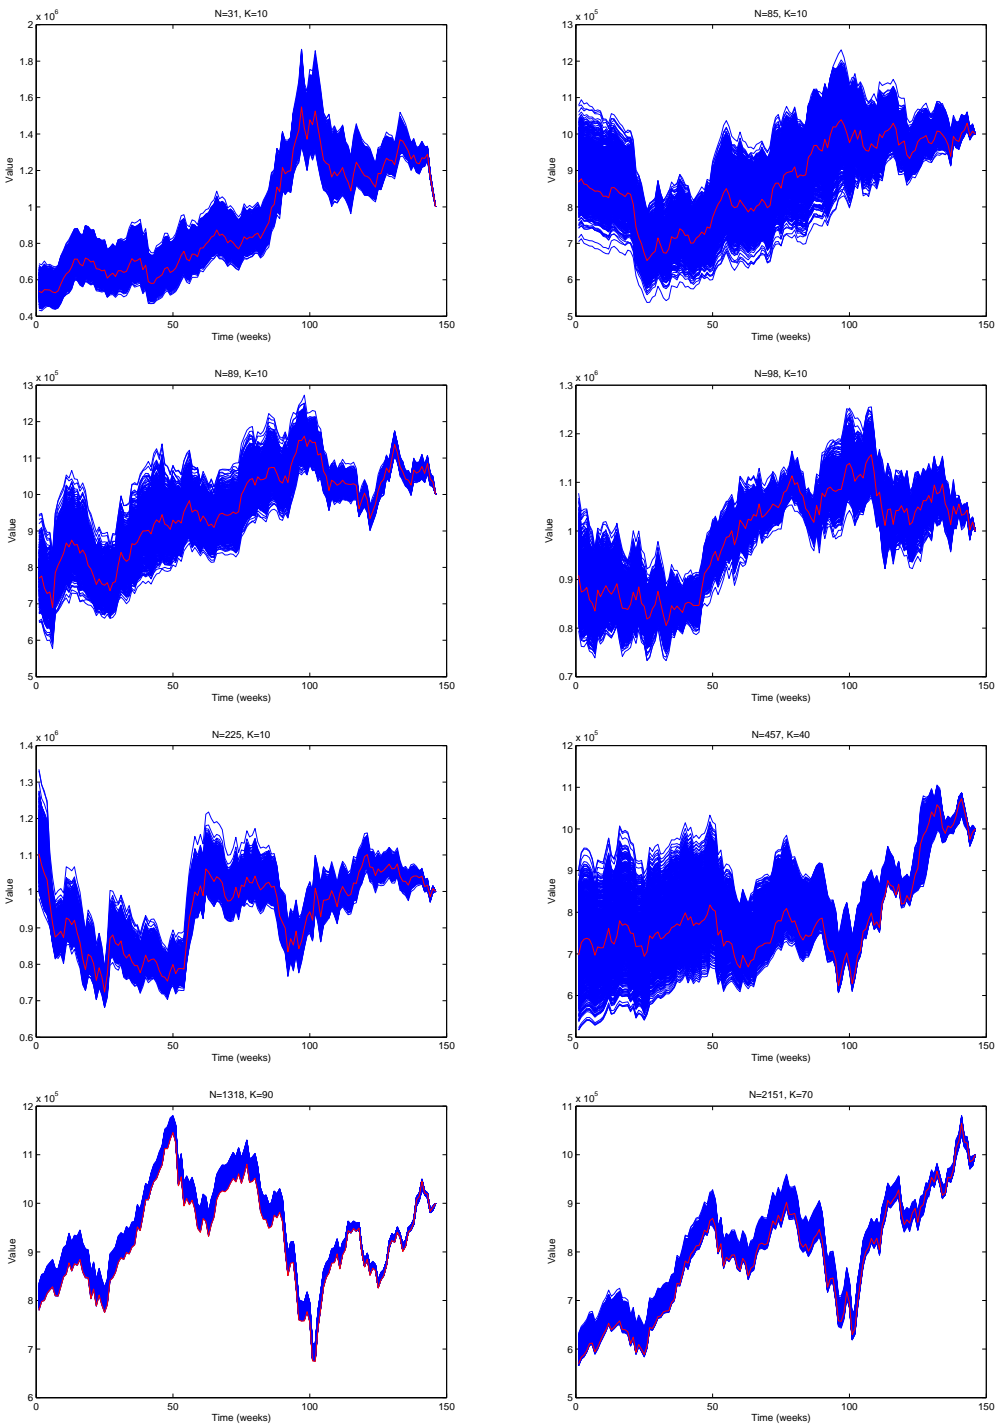 N=31, K=10
x 10^6
2
1.8
1.6
1.4
1.2
1
0.8
0.6
0.4
Value
0 50 100 150
Time (weeks)
N=85, K=10
x 10^5
13
12
11
10
9
8
7
6
5
Value
0 50 100 150
Time (weeks)
N=89, K=10
x 10^5
13
12
11
10
9
8
7
6
5
Value
0 50 100 150
Time (weeks)
N=98, K=10
x 10^6
1.3
1.2
1.1
1
0.9
0.8
0.7
Value
0 50 100 150
Time (weeks)
N=225, K=10
x 10^6
1.4
1.3
1.2
1.1
1
0.9
0.8
0.7
0.6
Value
0 50 100 150
Time (weeks)
N=457, K=40
x 10^5
12
11
10
9
8
7
6
5
Value
0 50 100 150
Time (weeks)
N=1318, K=90
x 10^5
12
11
10
9
8
7
6
Value
0 50 100 150
Time (weeks)
N=2151, K=70
x 10^5
11
10
9
8
7
6
5
Value
0 50 100 150
Time (weeks)